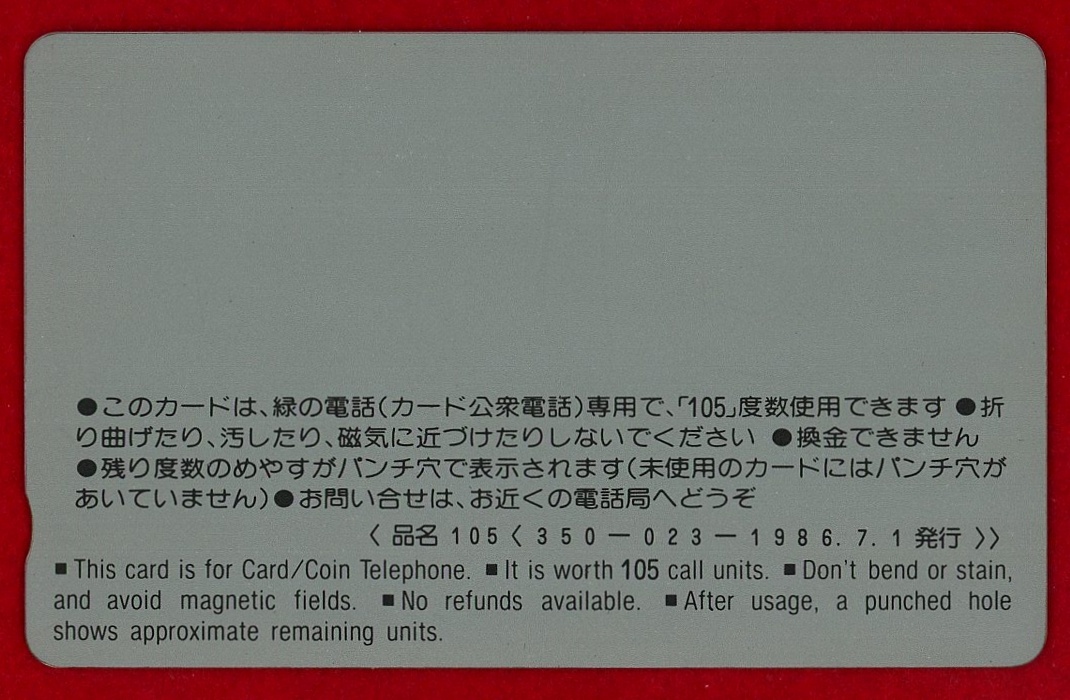 ●このカードは、緑の電話(カード公衆電話)専用で、「105」度数使用できます ●折
り曲げたり、汚したり、磁気に近づけたりしないでください ●換金できません
●残り度数のめやすがパンチ穴で表示されます(未使用のカードにはパンチ穴が
あいていません)●お問い合せは、お近くの電話局へどうぞ
〈 品名 105〈 350－023－1986. 7. 1 発行 〉〉
■This card is for Card/Coin Telephone. ■It is worth 105 call units. ■Don't bend or stain,
and avoid magnetic fields. ■No refunds available. ■After usage, a punched hole
shows approximate remaining units.